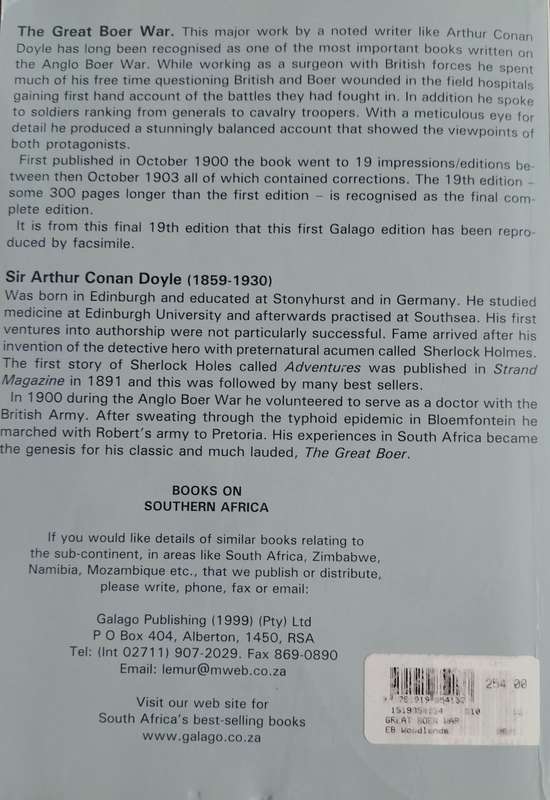 The Great Boer War. This major work by a noted writer like Arthur Conan
Doyle has long been recognised as one of the most important books written on
the Anglo Boer War. While working as a surgeon with British forces he spent
much of his free time questioning British and Boer wounded in the field hospitals
gaining first hand account of the battles they had fought in. In addition he spoke
to soldiers ranking from generals to cavalry troopers. With a meticulous eye for
detail he produced a stunningly balanced account that showed the viewpoints of
both protagonists.
First published in October 1900 the book went to 19 impressions/editions be-
tween then October 1903 all of which contained corrections. The 19th edition –
some 300 pages longer than the first edition – is recognised as the final com-
plete edition.
It is from this final 19th edition that this first Galago edition has been repro-
duced by facsimile.
Sir Arthur Conan Doyle (1859-1930)
Was born in Edinburgh and educated at Stonyhurst and in Germany. He studied
medicine at Edinburgh University and afterwards practised at Southsea. His first
ventures into authorship were not particularly successful. Fame arrived after his
invention of the detective hero with preternatural acumen called Sherlock Holmes.
The first story of Sherlock Holes called Adventures was published in Strand
Magazine in 1891 and this was followed by many best sellers.
In 1900 during the Anglo Boer War he volunteered to serve as a doctor with the
British Army. After sweating through the typhoid epidemic in Bloemfontein he
marched with Robert's army to Pretoria. His experiences in South Africa became
the genesis for his classic and much lauded, The Great Boer.
BOOKS ON
SOUTHERN AFRICA
If you would like details of similar books relating to
the sub-continent, in areas like South Africa, Zimbabwe,
Namibia, Mozambique etc., that we publish or distribute,
please write, phone, fax or email:
Galago Publishing (1999) (Pty) Ltd
P O Box 404, Alberton, 1450, RSA
Tel: (Int 02711) 907-2029. Fax 869-0890
Email: lemur@mweb.co.za
Visit our web site for
South Africa's best-selling books
www.galago.co.za
254 00
GREAT BOER WAR
EB Woodlands